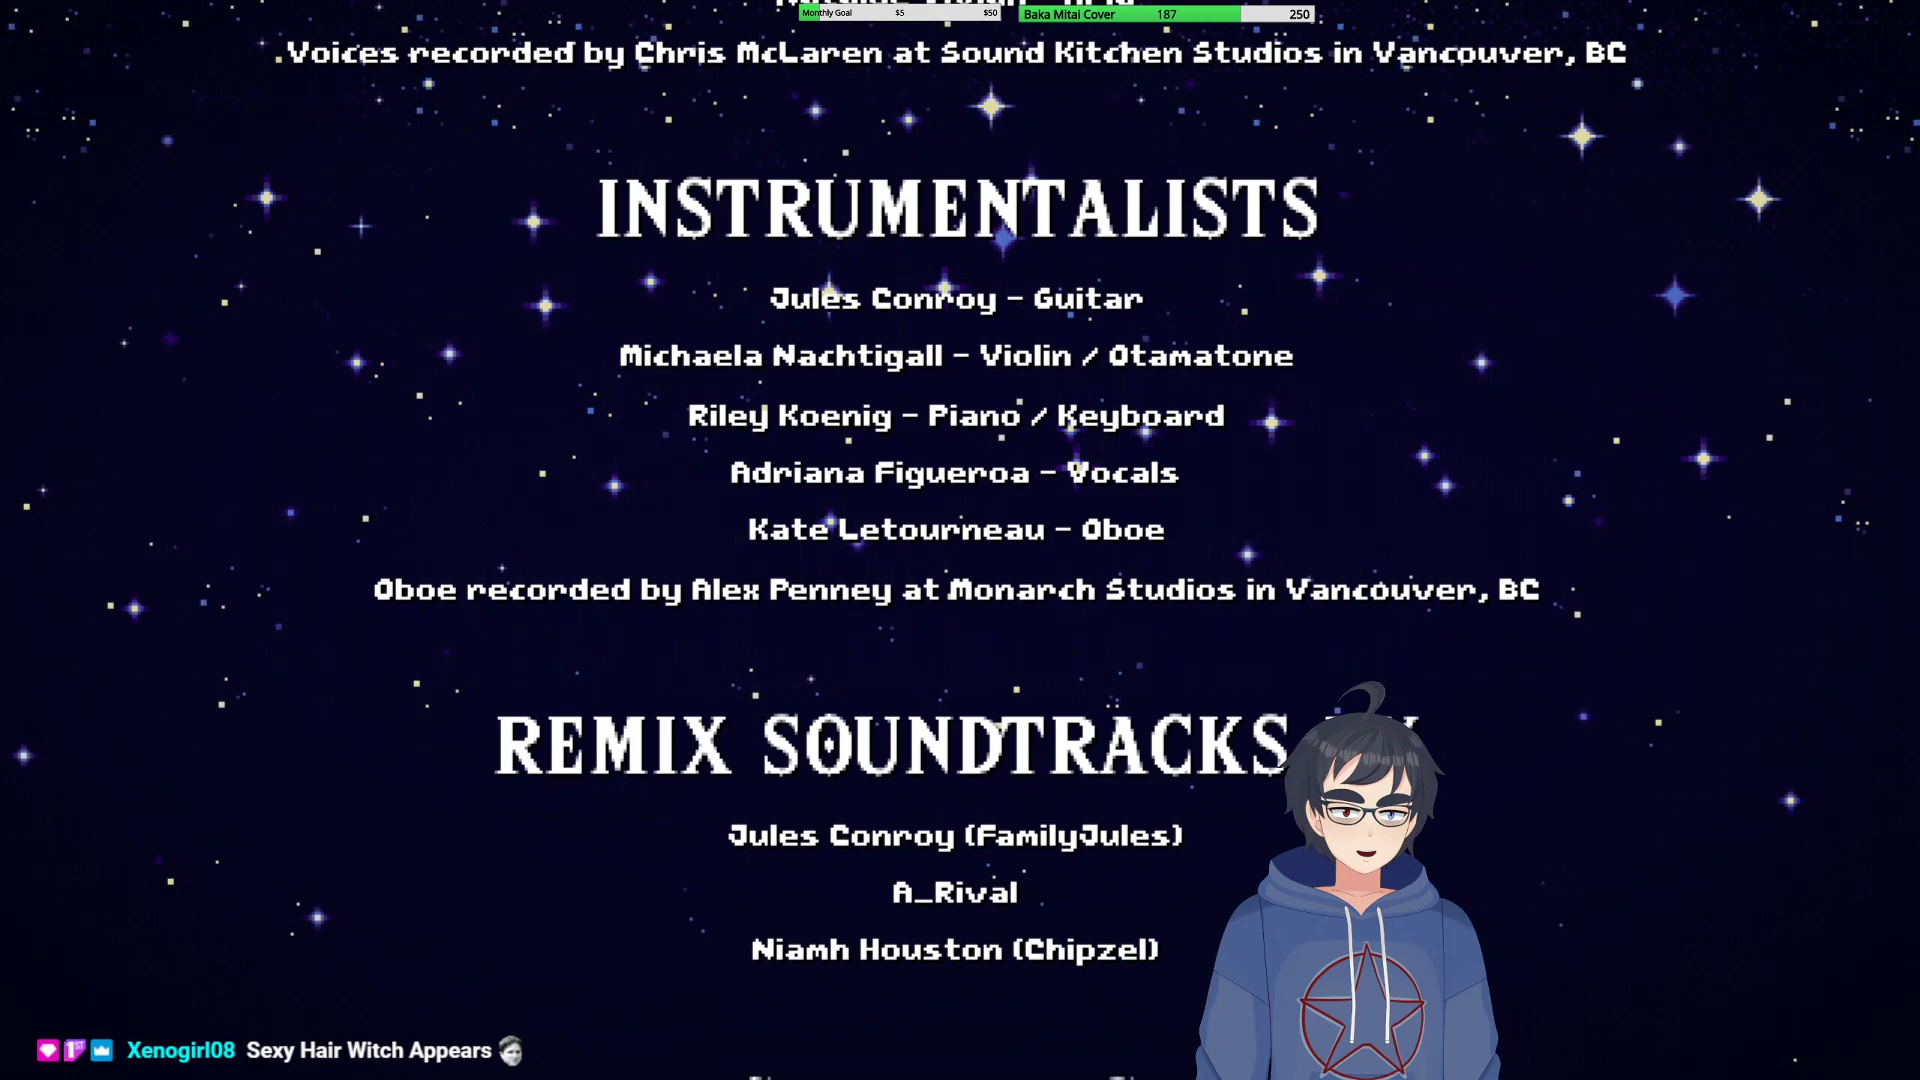 Monthly Goal $5 $50
Baka Mitai Cover 187 250
Voices recorded by Chris McLaren at Sound Kitchen Studios in Vancouver, BC
INSTRUMENTALISTS
Jules Conroy - Guitar
Michaela Nachtigall - Violin / Otamatone
Riley Koenig - Piano / Keyboard
Adriana Figueroa - Vocals
Kate Letourneau - Oboe
Oboe recorded by Alex Penney at Monarch Studios in Vancouver, BC
REMIX SOUNDTRACKS
Jules Conroy (FamilyJules)
A_Rival
Niamh Houston (Chipzel)
1ST Xenogirl08 Sexy Hair Witch Appears